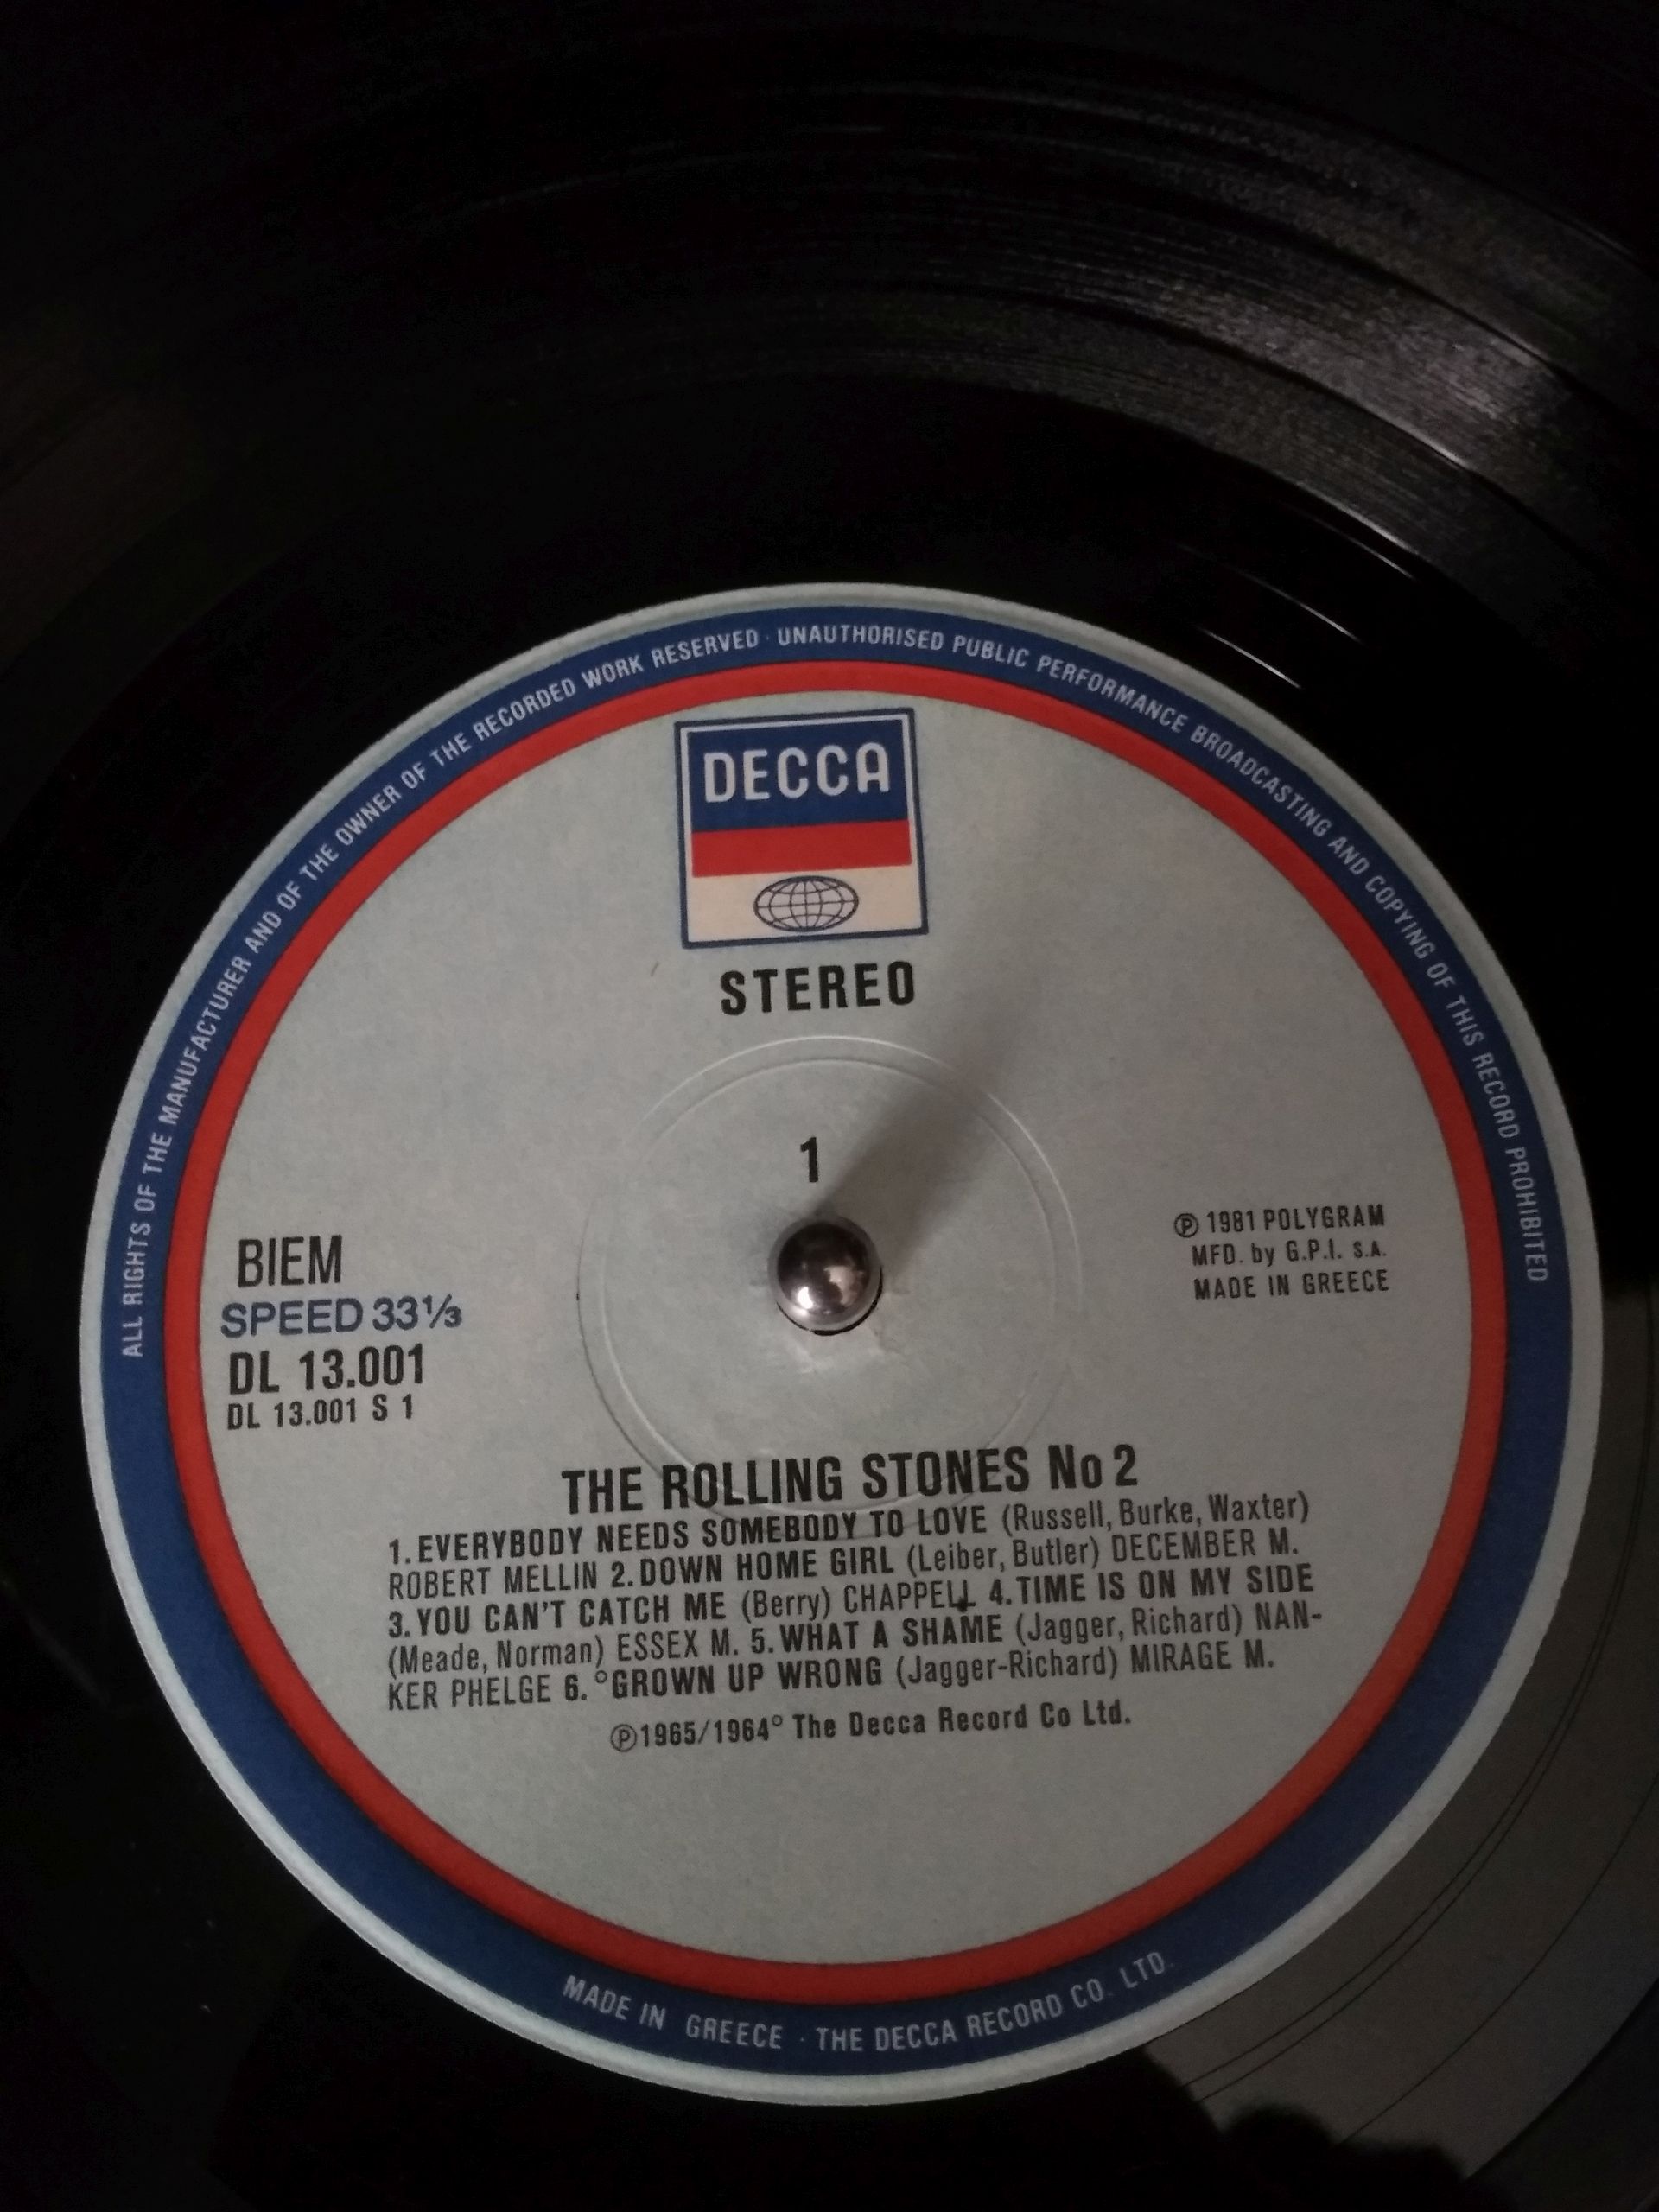 ALL RIGHTS OF THE MANUFACTURER AND OF THE OWNER OF THE RECORDED WORK RESERVED · UNAUTHORISED PUBLIC PERFORMANCE BROADCASTING AND COPYING OF THIS RECORD PROHIBITED
DECCA
STEREO
1
BIEM
SPEED 33⅓
DL 13.001
DL 13.001 S 1
Ⓟ 1981 POLYGRAM
MFD. by G.P.I. S.A.
MADE IN GREECE
THE ROLLING STONES No 2
1. EVERYBODY NEEDS SOMEBODY TO LOVE (Russell, Burke, Waxter)
ROBERT MELLIN 2. DOWN HOME GIRL (Leiber, Butler) DECEMBER M.
3. YOU CAN'T CATCH ME (Berry) CHAPPELL 4. TIME IS ON MY SIDE
(Meade, Norman) ESSEX M. 5. WHAT A SHAME (Jagger, Richard) NAN-
KER PHELGE 6. °GROWN UP WRONG (Jagger-Richard) MIRAGE M.
Ⓟ1965/1964° The Decca Record Co Ltd.
MADE IN GREECE · THE DECCA RECORD CO. LTD.